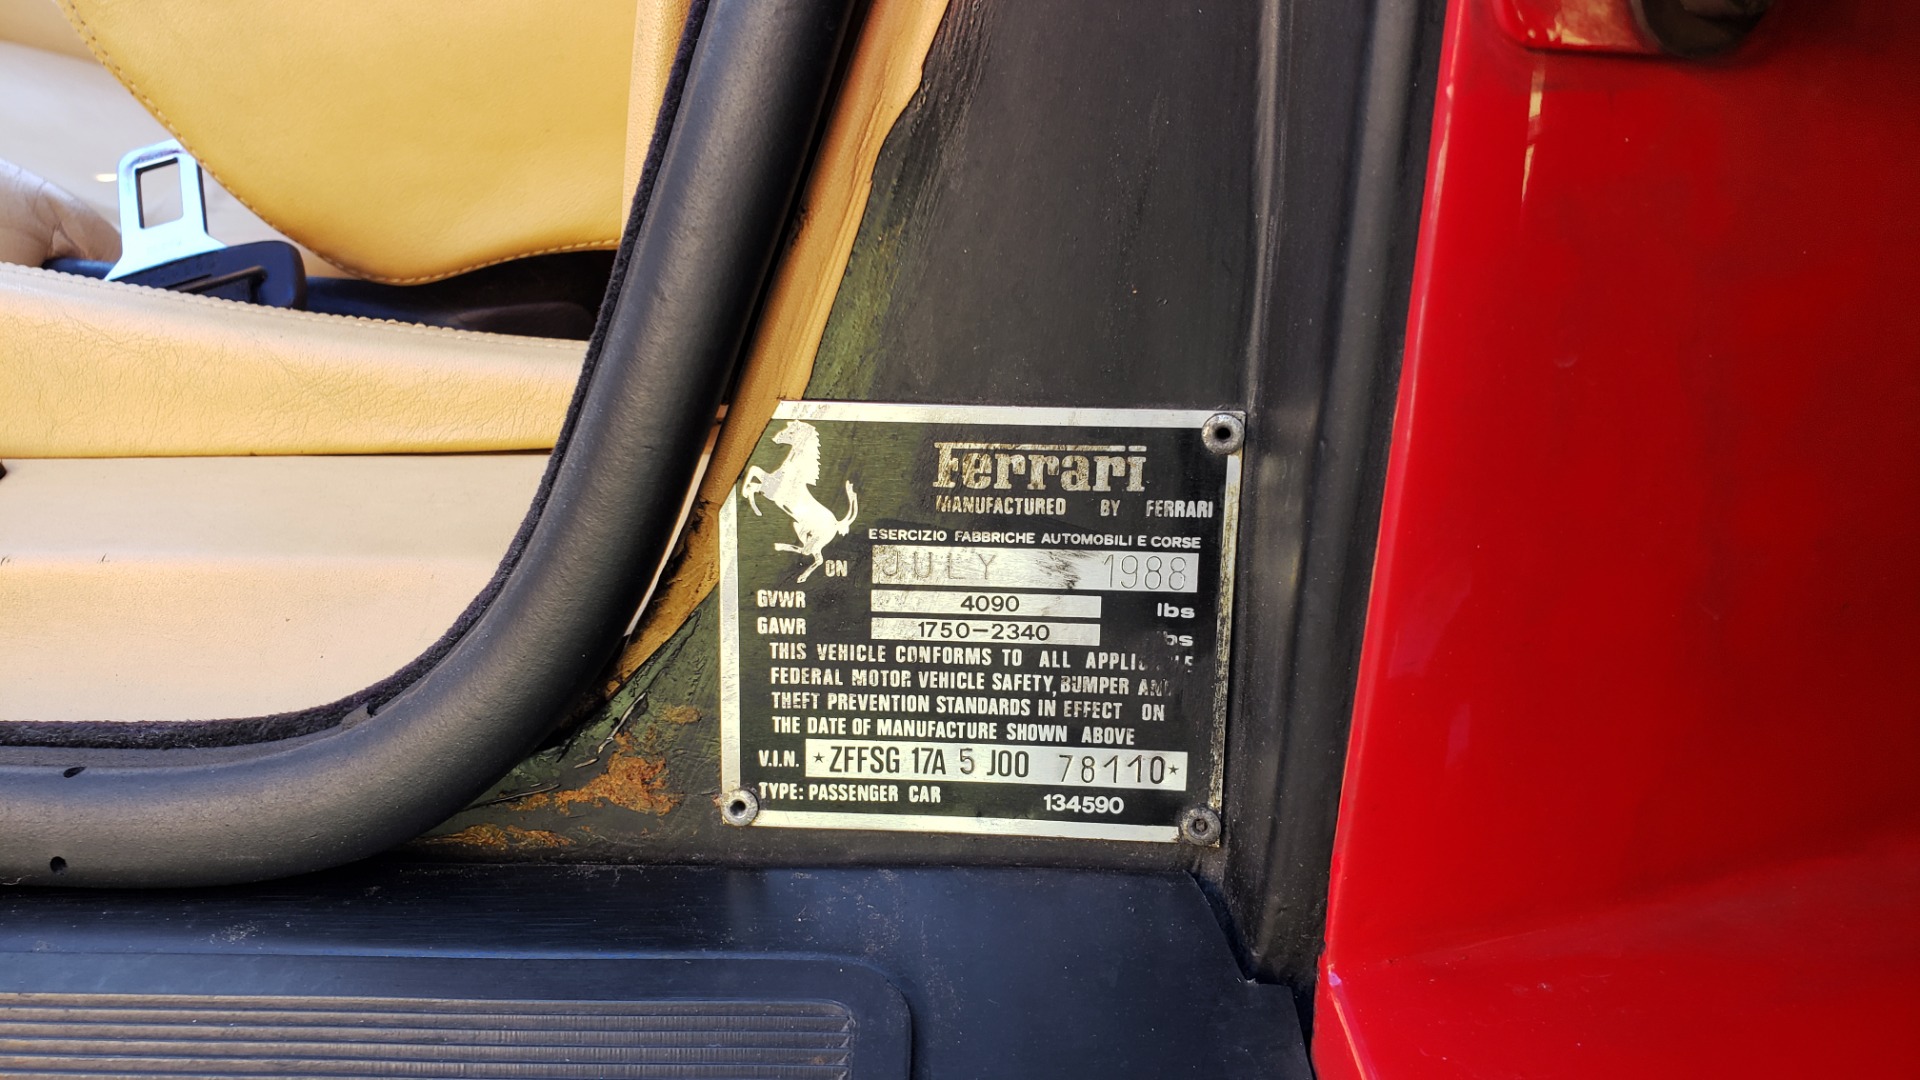 Ferrari
MANUFACTURED BY FERRARI
ESERCIZIO FABBRICHE AUTOMOBILI E CORSE
ON JULY 1988
GVWR 4090 lbs
GAWR 1750-2340 lbs
THIS VEHICLE CONFORMS TO ALL
FEDERAL MOTOR VEHICLE SAFETY, BUMPER AND
THEFT PREVENTION STANDARDS IN EFFECT ON
THE DATE OF MANUFACTURE SHOWN ABOVE
V.I.N. *ZFFSG 17A 5 J00 78110*
TYPE: PASSENGER CAR 134590